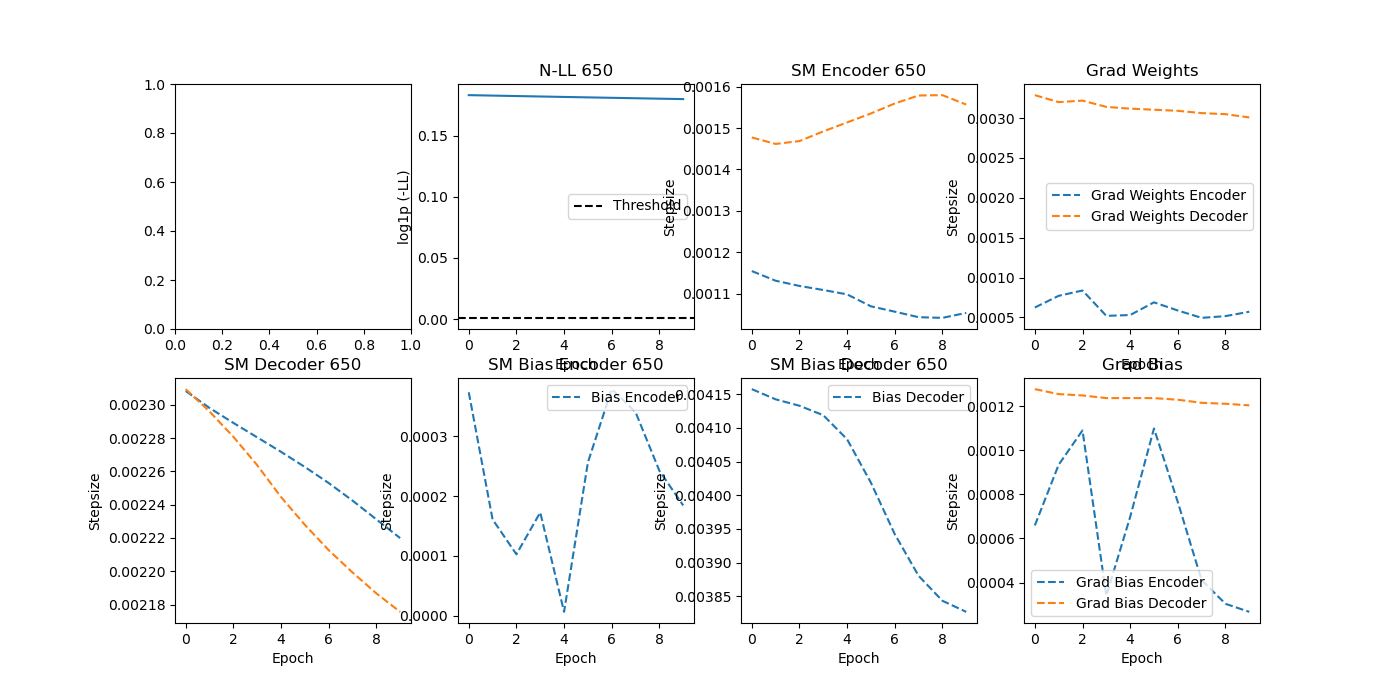 1.0
0.8
0.6
0.4
0.2
0.0
0.0 0.2 0.4 0.6 0.8 1.0
N-LL 650
log1p (-LL)
0.15
0.10
0.05
0.00
Threshold
0 2 4 6 8
Epoch
SM Encoder 650
Stepsize
0.0016
0.0015
0.0014
0.0013
0.0012
0.0011
0 2 4 6 8
Epoch
Grad Weights
Stepsize
0.0030
0.0025
0.0020
0.0015
0.0010
0.0005
Grad Weights Encoder
Grad Weights Decoder
0 2 4 6 8
Epoch
SM Decoder 650
Stepsize
0.00230
0.00228
0.00226
0.00224
0.00222
0.00220
0.00218
0 2 4 6 8
Epoch
SM Bias Encoder 650
Stepsize
0.0003
0.0002
0.0001
0.0000
Bias Encoder
0 2 4 6 8
Epoch
SM Bias Decoder 650
Stepsize
0.00415
0.00410
0.00405
0.00400
0.00395
0.00390
0.00385
Bias Decoder
0 2 4 6 8
Epoch
Grad Bias
Stepsize
0.0012
0.0010
0.0008
0.0006
0.0004
Grad Bias Encoder
Grad Bias Decoder
0 2 4 6 8
Epoch